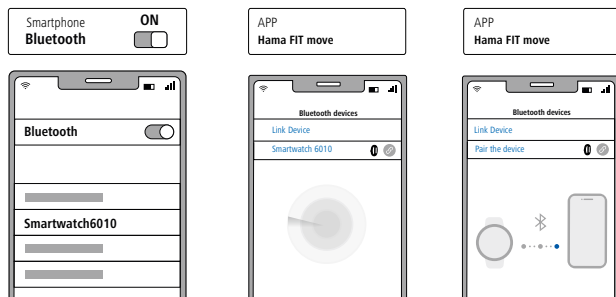 Smartphone ON
Bluetooth
Bluetooth
Smartwatch6010
APP
Hama FIT move
Bluetooth devices
Link Device
Smartwatch 6010
APP
Hama FIT move
Bluetooth devices
Link Device
Pair the device